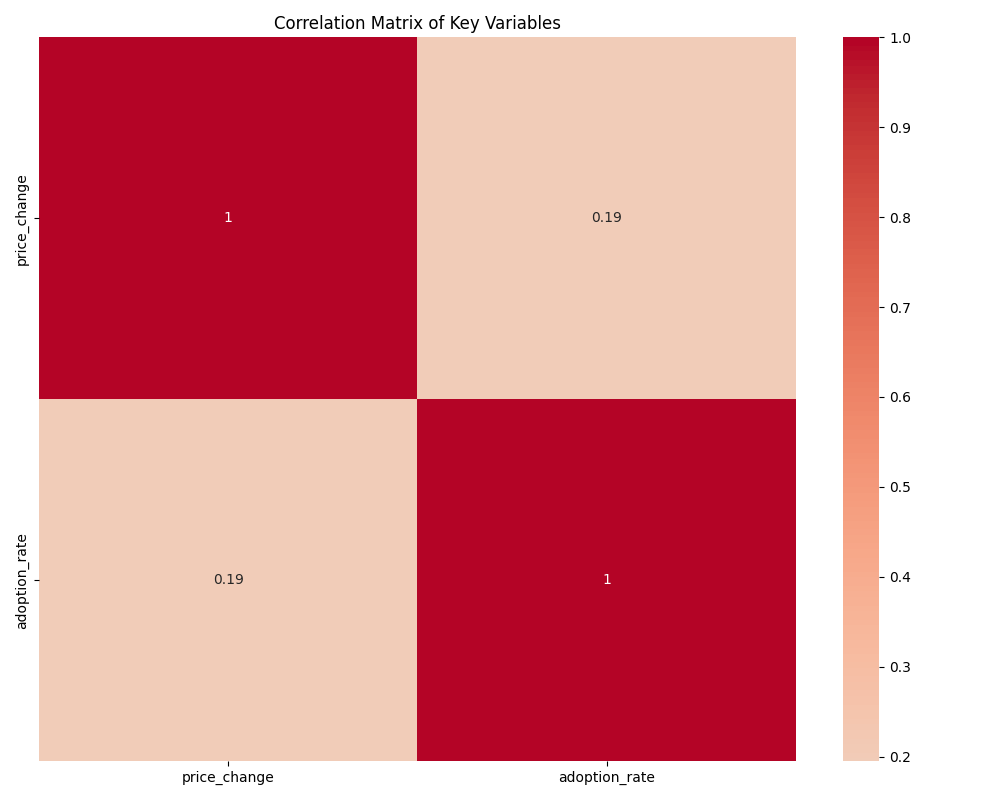 Correlation Matrix of Key Variables
price_change
1
0.19
adoption_rate
0.19
1
price_change
adoption_rate
1.0
0.9
0.8
0.7
0.6
0.5
0.4
0.3
0.2